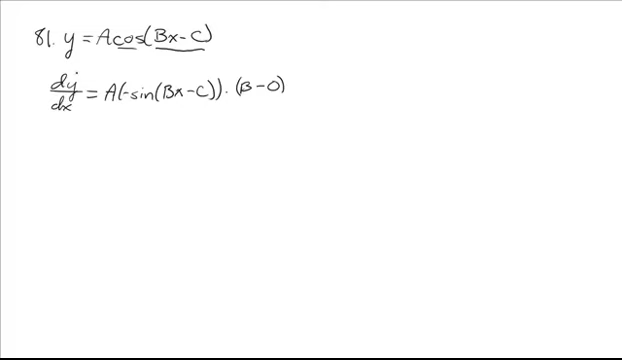 81. y = Acos(Bx-C)
dy/dx = A(-sin(Bx-C)).(B-0)